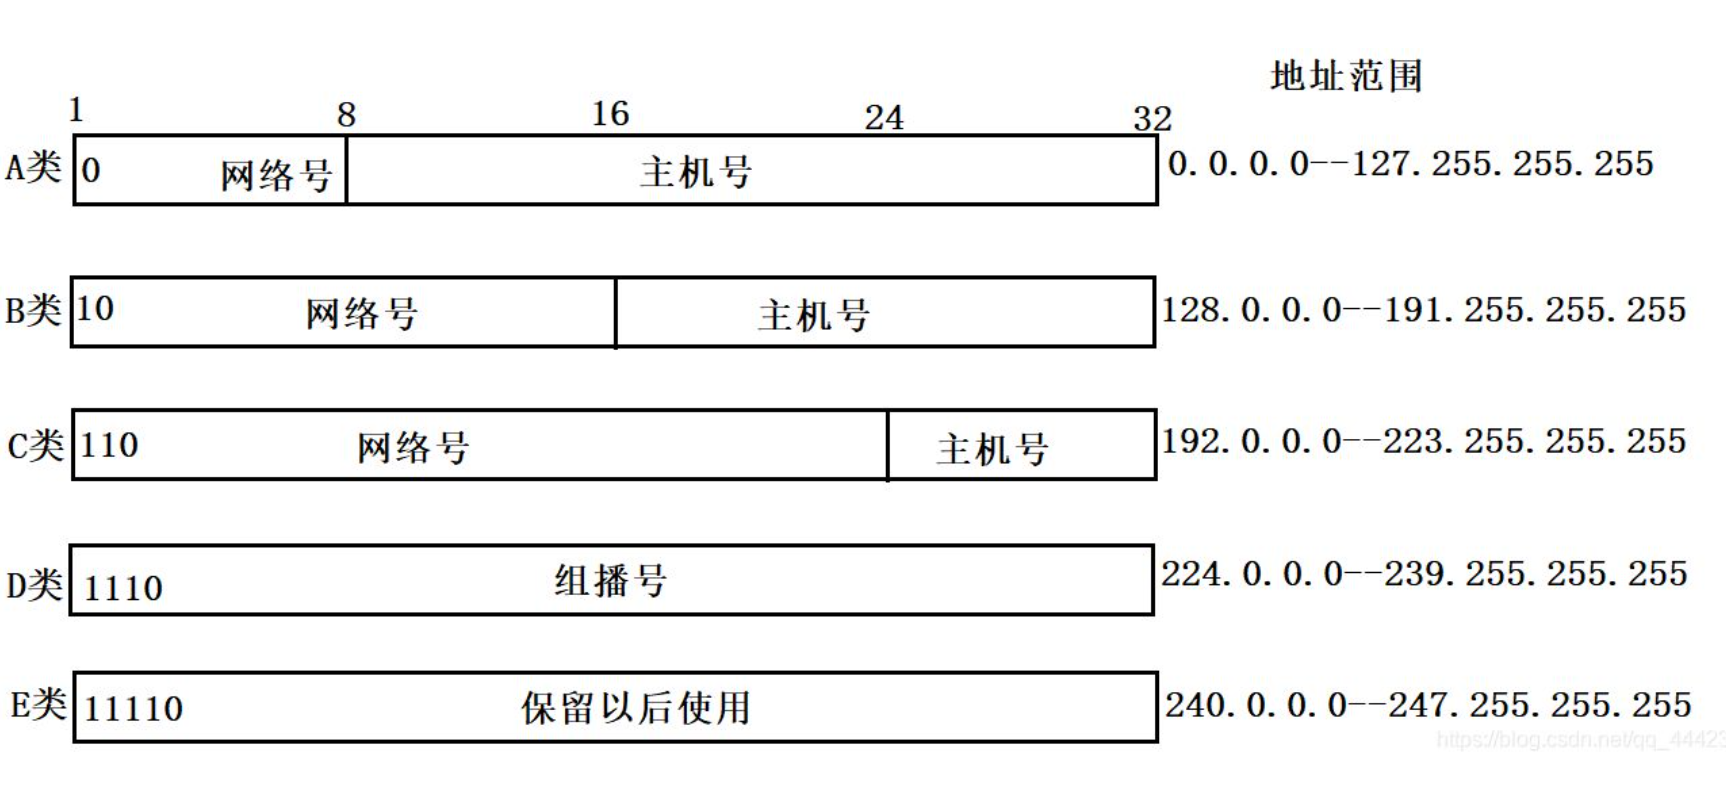 地址范围
1 8 16 24 32
A类 0 网络号 主机号 0.0.0.0--127.255.255.255
B类 10 网络号 主机号 128.0.0.0--191.255.255.255
C类 110 网络号 主机号 192.0.0.0--223.255.255.255
D类 1110 组播号 224.0.0.0--239.255.255.255
E类 11110 保留以后使用 240.0.0.0--247.255.255.255
https://blog.csdn.net/qq_44423